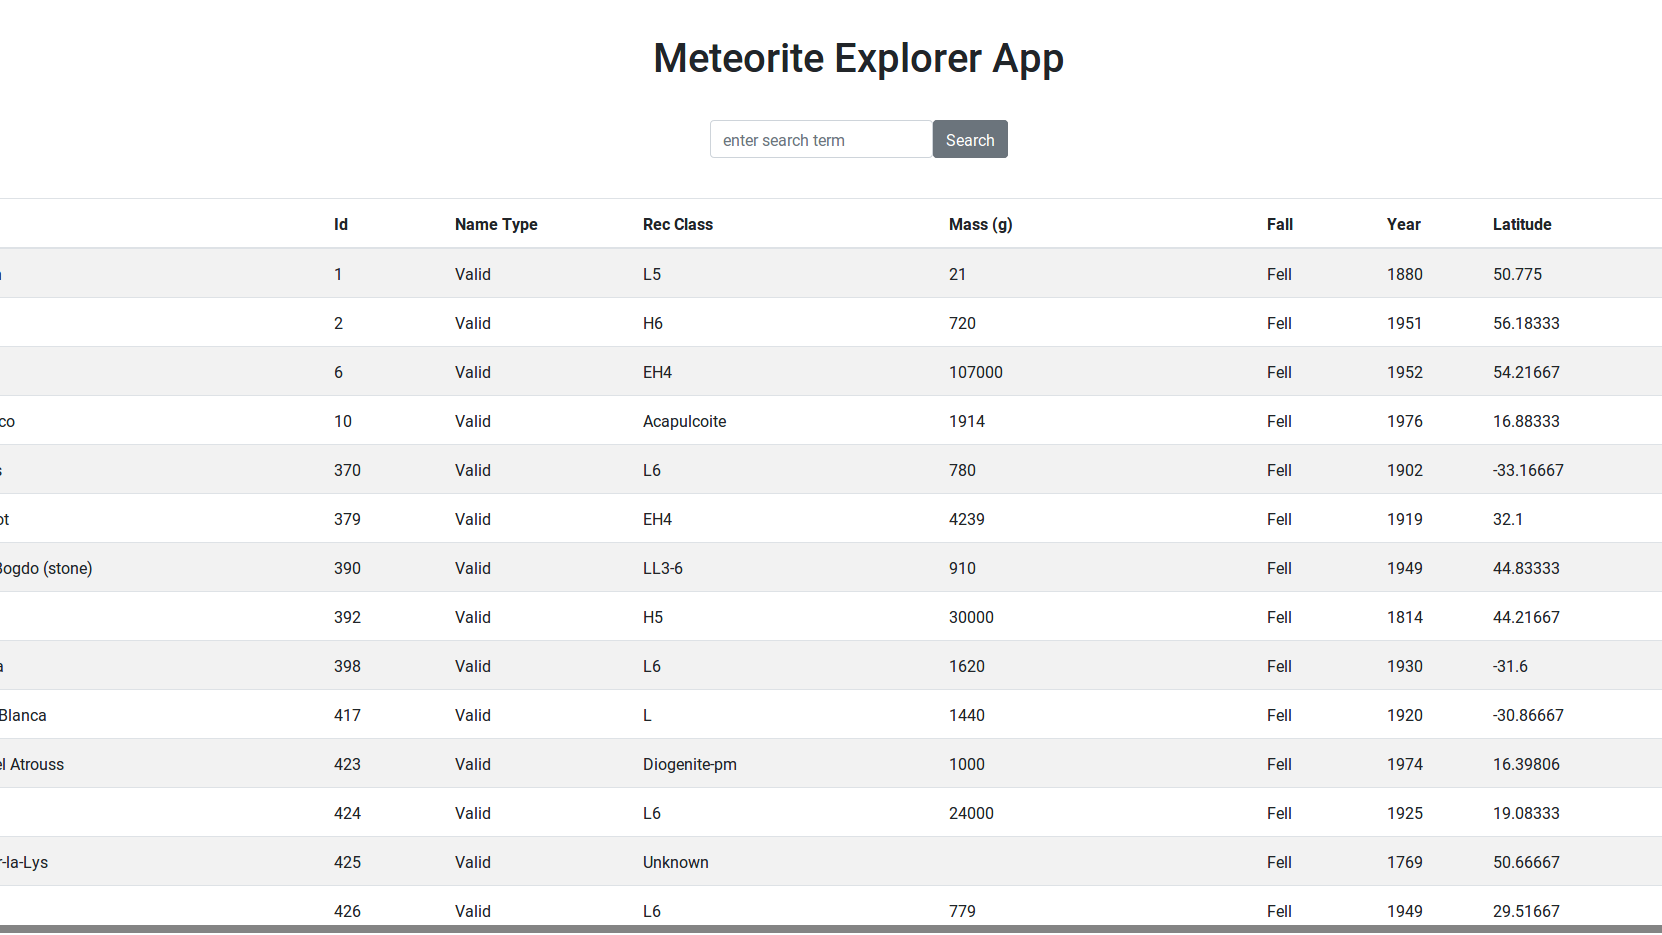 Meteorite Explorer App
enter search term Search
Id Name Type Rec Class Mass (g) Fall Year Latitude
1 Valid L5 21 Fell 1880 50.775
2 Valid H6 720 Fell 1951 56.18333
6 Valid EH4 107000 Fell 1952 54.21667
co 10 Valid Acapulcoite 1914 Fell 1976 16.88333
370 Valid L6 780 Fell 1902 -33.16667
ot 379 Valid EH4 4239 Fell 1919 32.1
Bogdo (stone) 390 Valid LL3-6 910 Fell 1949 44.83333
392 Valid H5 30000 Fell 1814 44.21667
a 398 Valid L6 1620 Fell 1930 -31.6
Blanca 417 Valid L 1440 Fell 1920 -30.86667
el Atrouss 423 Valid Diogenite-pm 1000 Fell 1974 16.39806
424 Valid L6 24000 Fell 1925 19.08333
r-la-Lys 425 Valid Unknown Fell 1769 50.66667
426 Valid L6 779 Fell 1949 29.51667